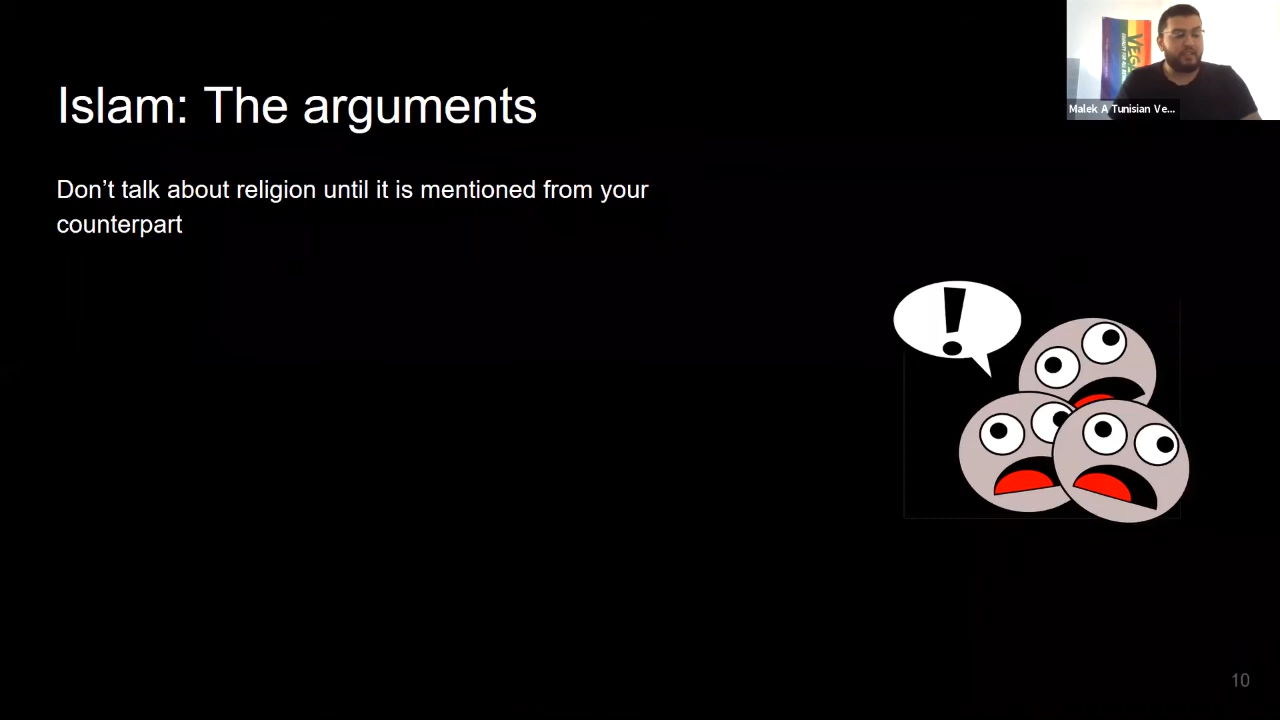 Islam: The arguments
Don’t talk about religion until it is mentioned from your
counterpart
Malek A Tunisian Ve...
!
10